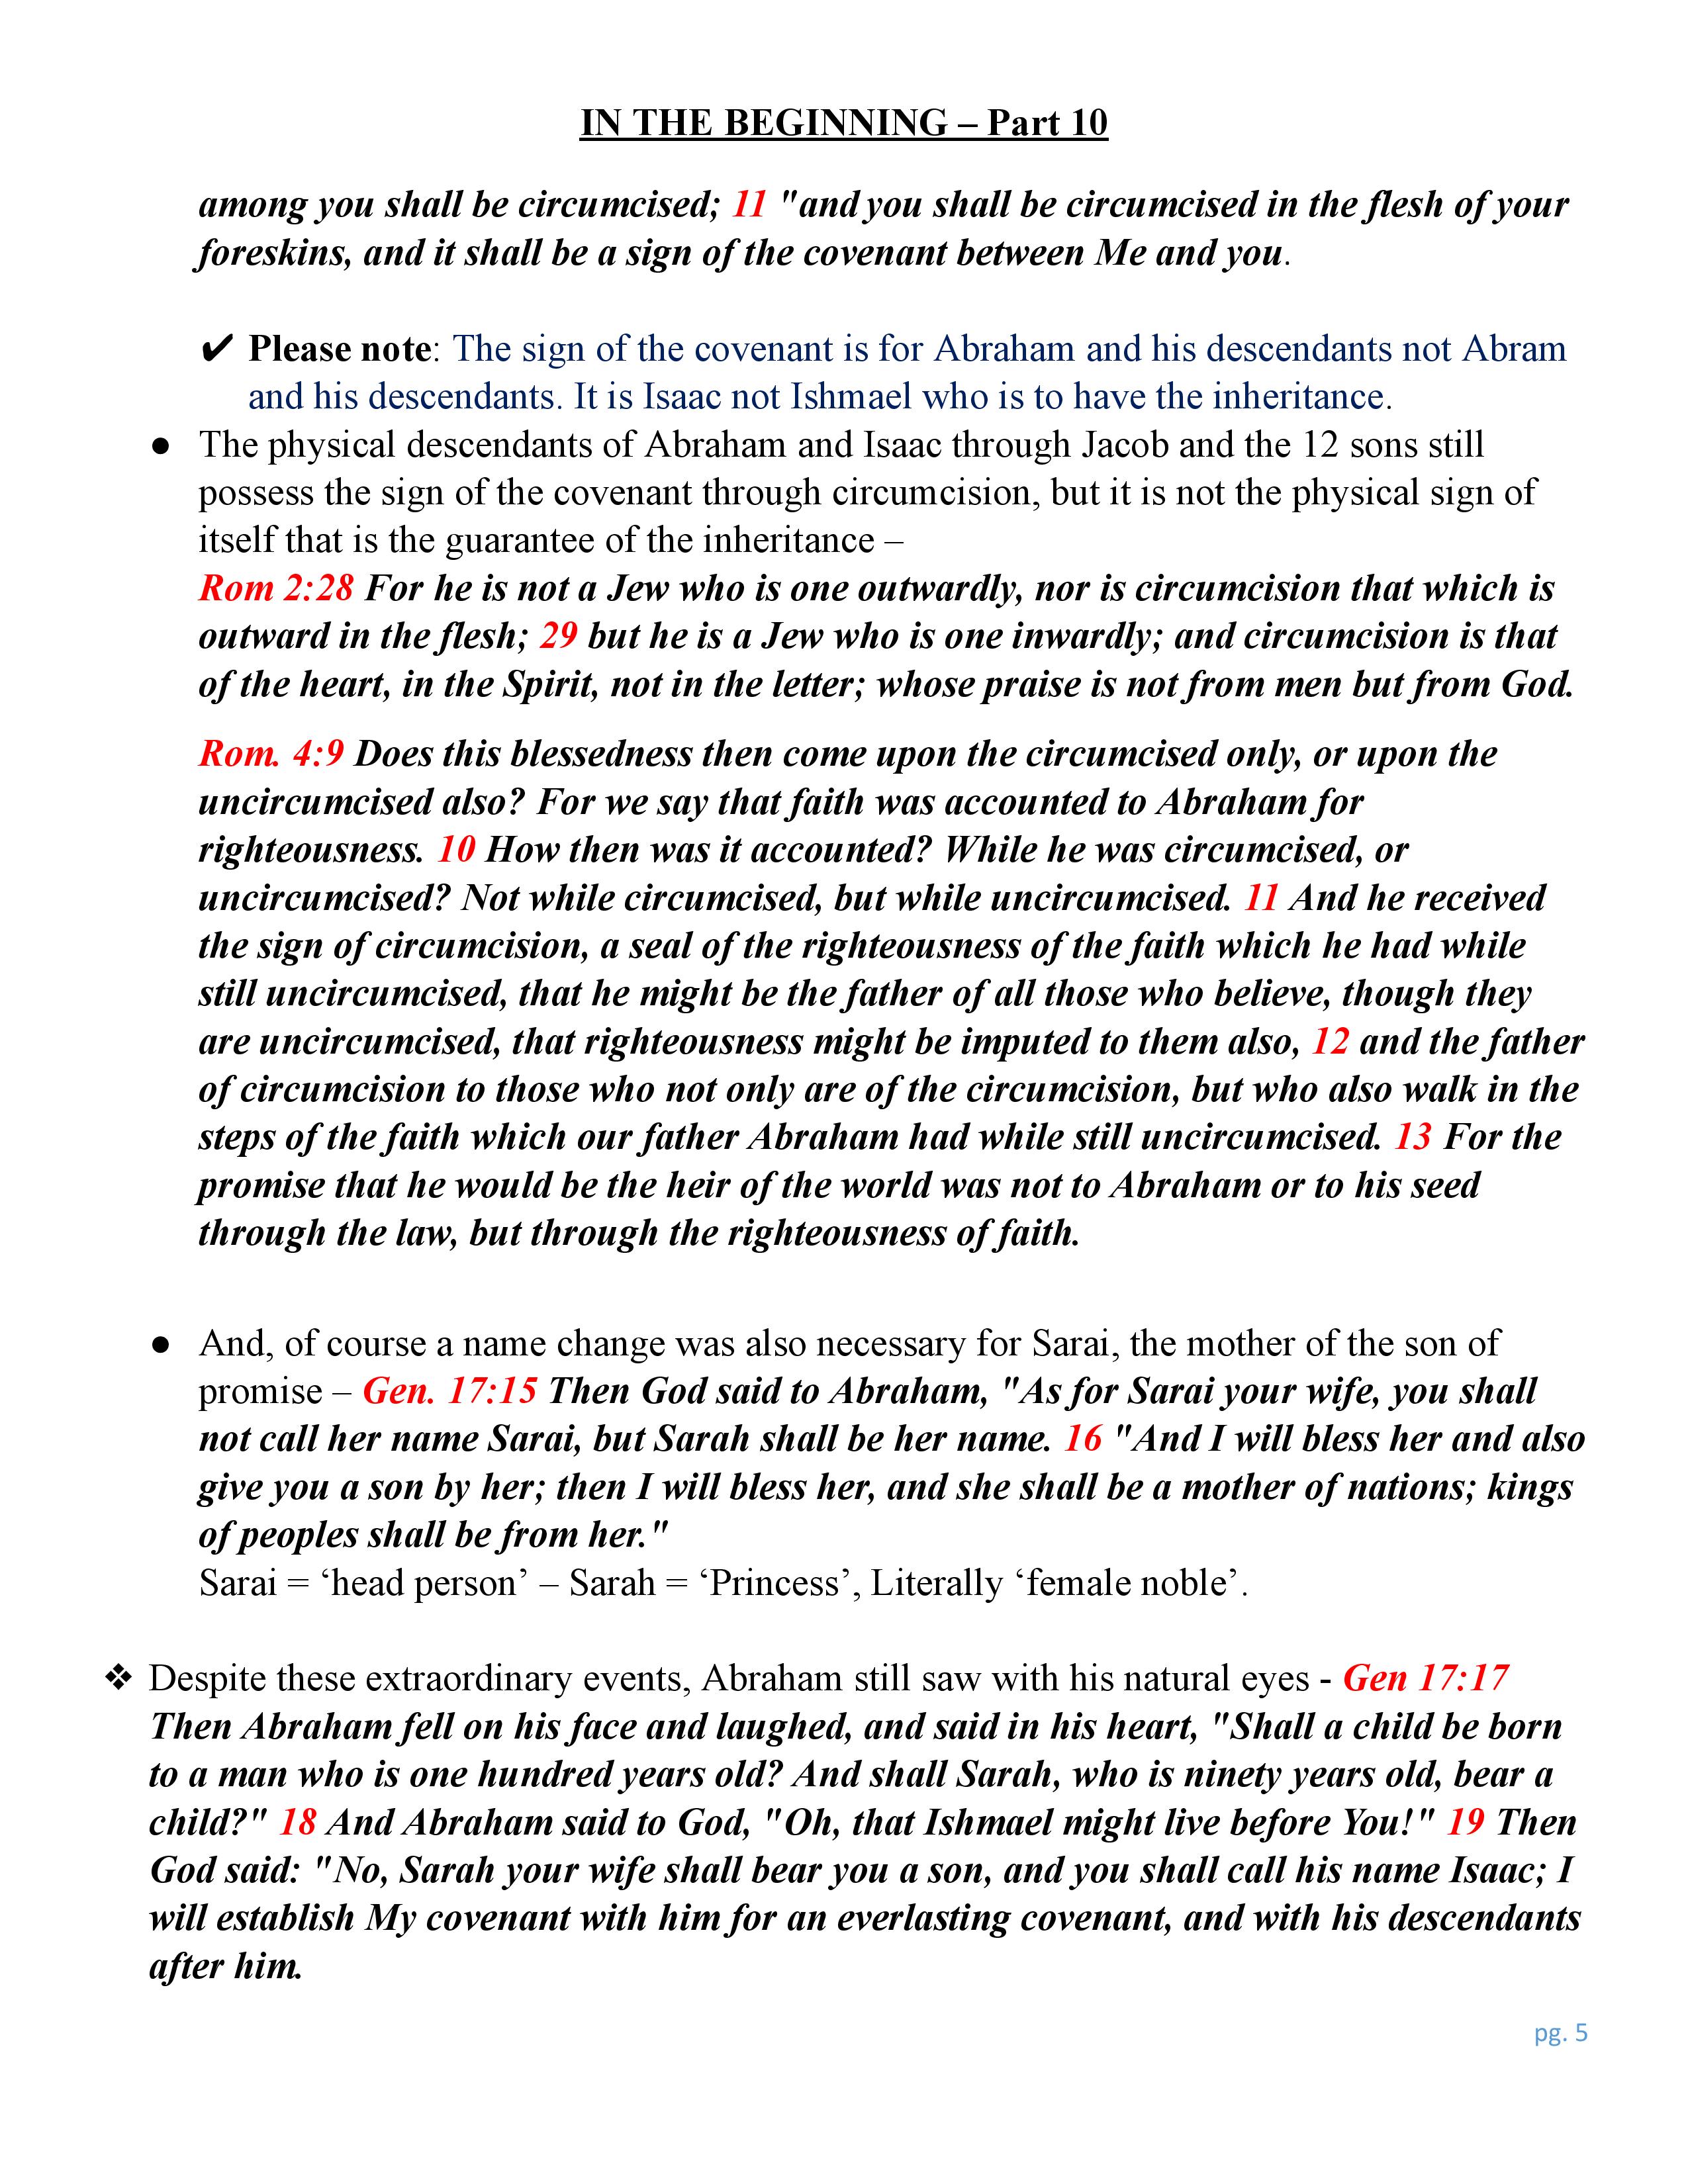 IN THE BEGINNING – Part 10
among you shall be circumcised; 11 "and you shall be circumcised in the flesh of your
foreskins, and it shall be a sign of the covenant between Me and you.
✔ Please note: The sign of the covenant is for Abraham and his descendants not Abram
and his descendants. It is Isaac not Ishmael who is to have the inheritance.
● The physical descendants of Abraham and Isaac through Jacob and the 12 sons still
possess the sign of the covenant through circumcision, but it is not the physical sign of
itself that is the guarantee of the inheritance –
Rom 2:28 For he is not a Jew who is one outwardly, nor is circumcision that which is
outward in the flesh; 29 but he is a Jew who is one inwardly; and circumcision is that
of the heart, in the Spirit, not in the letter; whose praise is not from men but from God.
Rom. 4:9 Does this blessedness then come upon the circumcised only, or upon the
uncircumcised also? For we say that faith was accounted to Abraham for
righteousness. 10 How then was it accounted? While he was circumcised, or
uncircumcised? Not while circumcised, but while uncircumcised. 11 And he received
the sign of circumcision, a seal of the righteousness of the faith which he had while
still uncircumcised, that he might be the father of all those who believe, though they
are uncircumcised, that righteousness might be imputed to them also, 12 and the father
of circumcision to those who not only are of the circumcision, but who also walk in the
steps of the faith which our father Abraham had while still uncircumcised. 13 For the
promise that he would be the heir of the world was not to Abraham or to his seed
through the law, but through the righteousness of faith.
● And, of course a name change was also necessary for Sarai, the mother of the son of
promise – Gen. 17:15 Then God said to Abraham, "As for Sarai your wife, you shall
not call her name Sarai, but Sarah shall be her name. 16 "And I will bless her and also
give you a son by her; then I will bless her, and she shall be a mother of nations; kings
of peoples shall be from her."
Sarai = ‘head person’ – Sarah = ‘Princess’, Literally ‘female noble’.
❖ Despite these extraordinary events, Abraham still saw with his natural eyes - Gen 17:17
Then Abraham fell on his face and laughed, and said in his heart, "Shall a child be born
to a man who is one hundred years old? And shall Sarah, who is ninety years old, bear a
child?" 18 And Abraham said to God, "Oh, that Ishmael might live before You!" 19 Then
God said: "No, Sarah your wife shall bear you a son, and you shall call his name Isaac; I
will establish My covenant with him for an everlasting covenant, and with his descendants
after him.
pg. 5